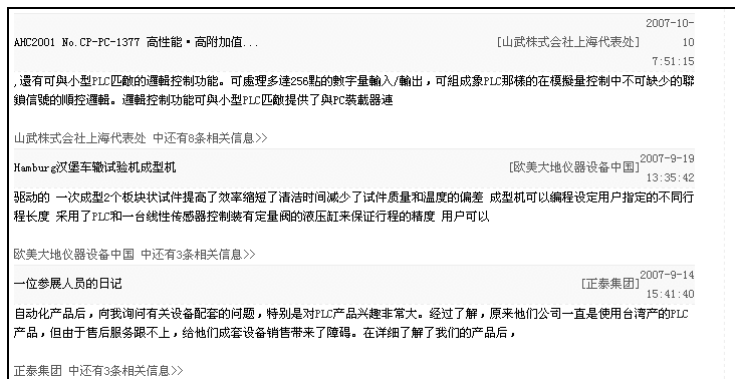 2007-10-
AHC2001 No.CP-PC-1377 高性能·高附加值... [山武株式会社上海代表处] 10
7:51:15
,還有可與小型PLC匹敵的邏輯控制功能。可處理多達256點的數字量輸入/輸出，可組成象PLC那樣的在模擬量控制中不可缺少的聯
鎖信號的順控邏輯。邏輯控制功能可與小型PLC匹敵提供了與PC裝載器連
山武株式会社上海代表处 中还有8条相关信息>>
Hamburg汉堡车辙试验机成型机 [欧美大地仪器设备中国] 2007-9-19
13:35:42
驱动的 一次成型2个板块状试件提高了效率缩短了清洁时间减少了试件质量和温度的偏差 成型机可以编程设定用户指定的不同行
程长度 采用了PLC和一台线性传感器控制装有定量阀的液压缸来保证行程的精度 用户可以
欧美大地仪器设备中国 中还有3条相关信息>>
一位参展人员的日记 [正泰集团] 2007-9-14
15:41:40
自动化产品后，向我询问有关设备配套的问题，特别是对PLC产品兴趣非常大。经过了解，原来他们公司一直是使用台湾产的PLC
产品，但由于售后服务跟不上，给他们成套设备销售带来了障碍。在详细了解了我们的产品后，
正泰集团 中还有3条相关信息>>